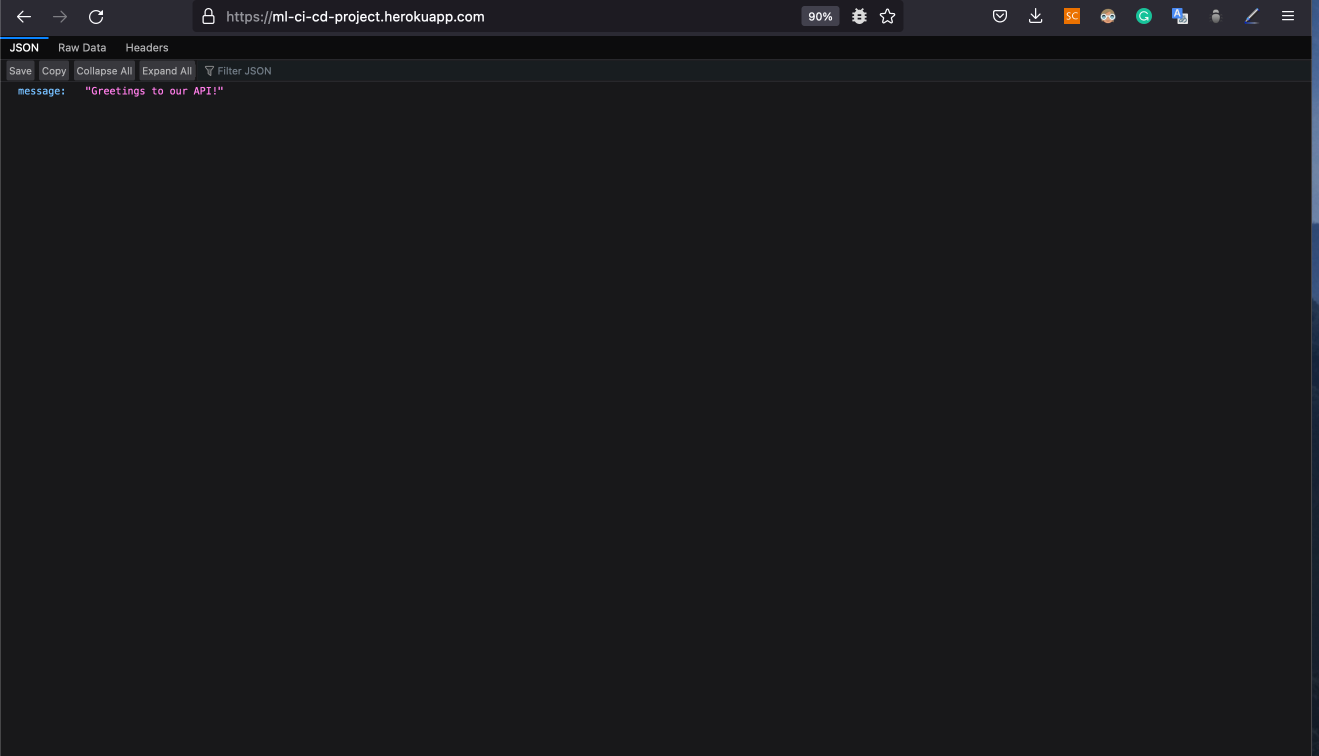 https://ml-ci-cd-project.herokuapp.com 90% SC G
JSON Raw Data Headers
Save Copy Collapse All Expand All Filter JSON
message: "Greetings to our API!"